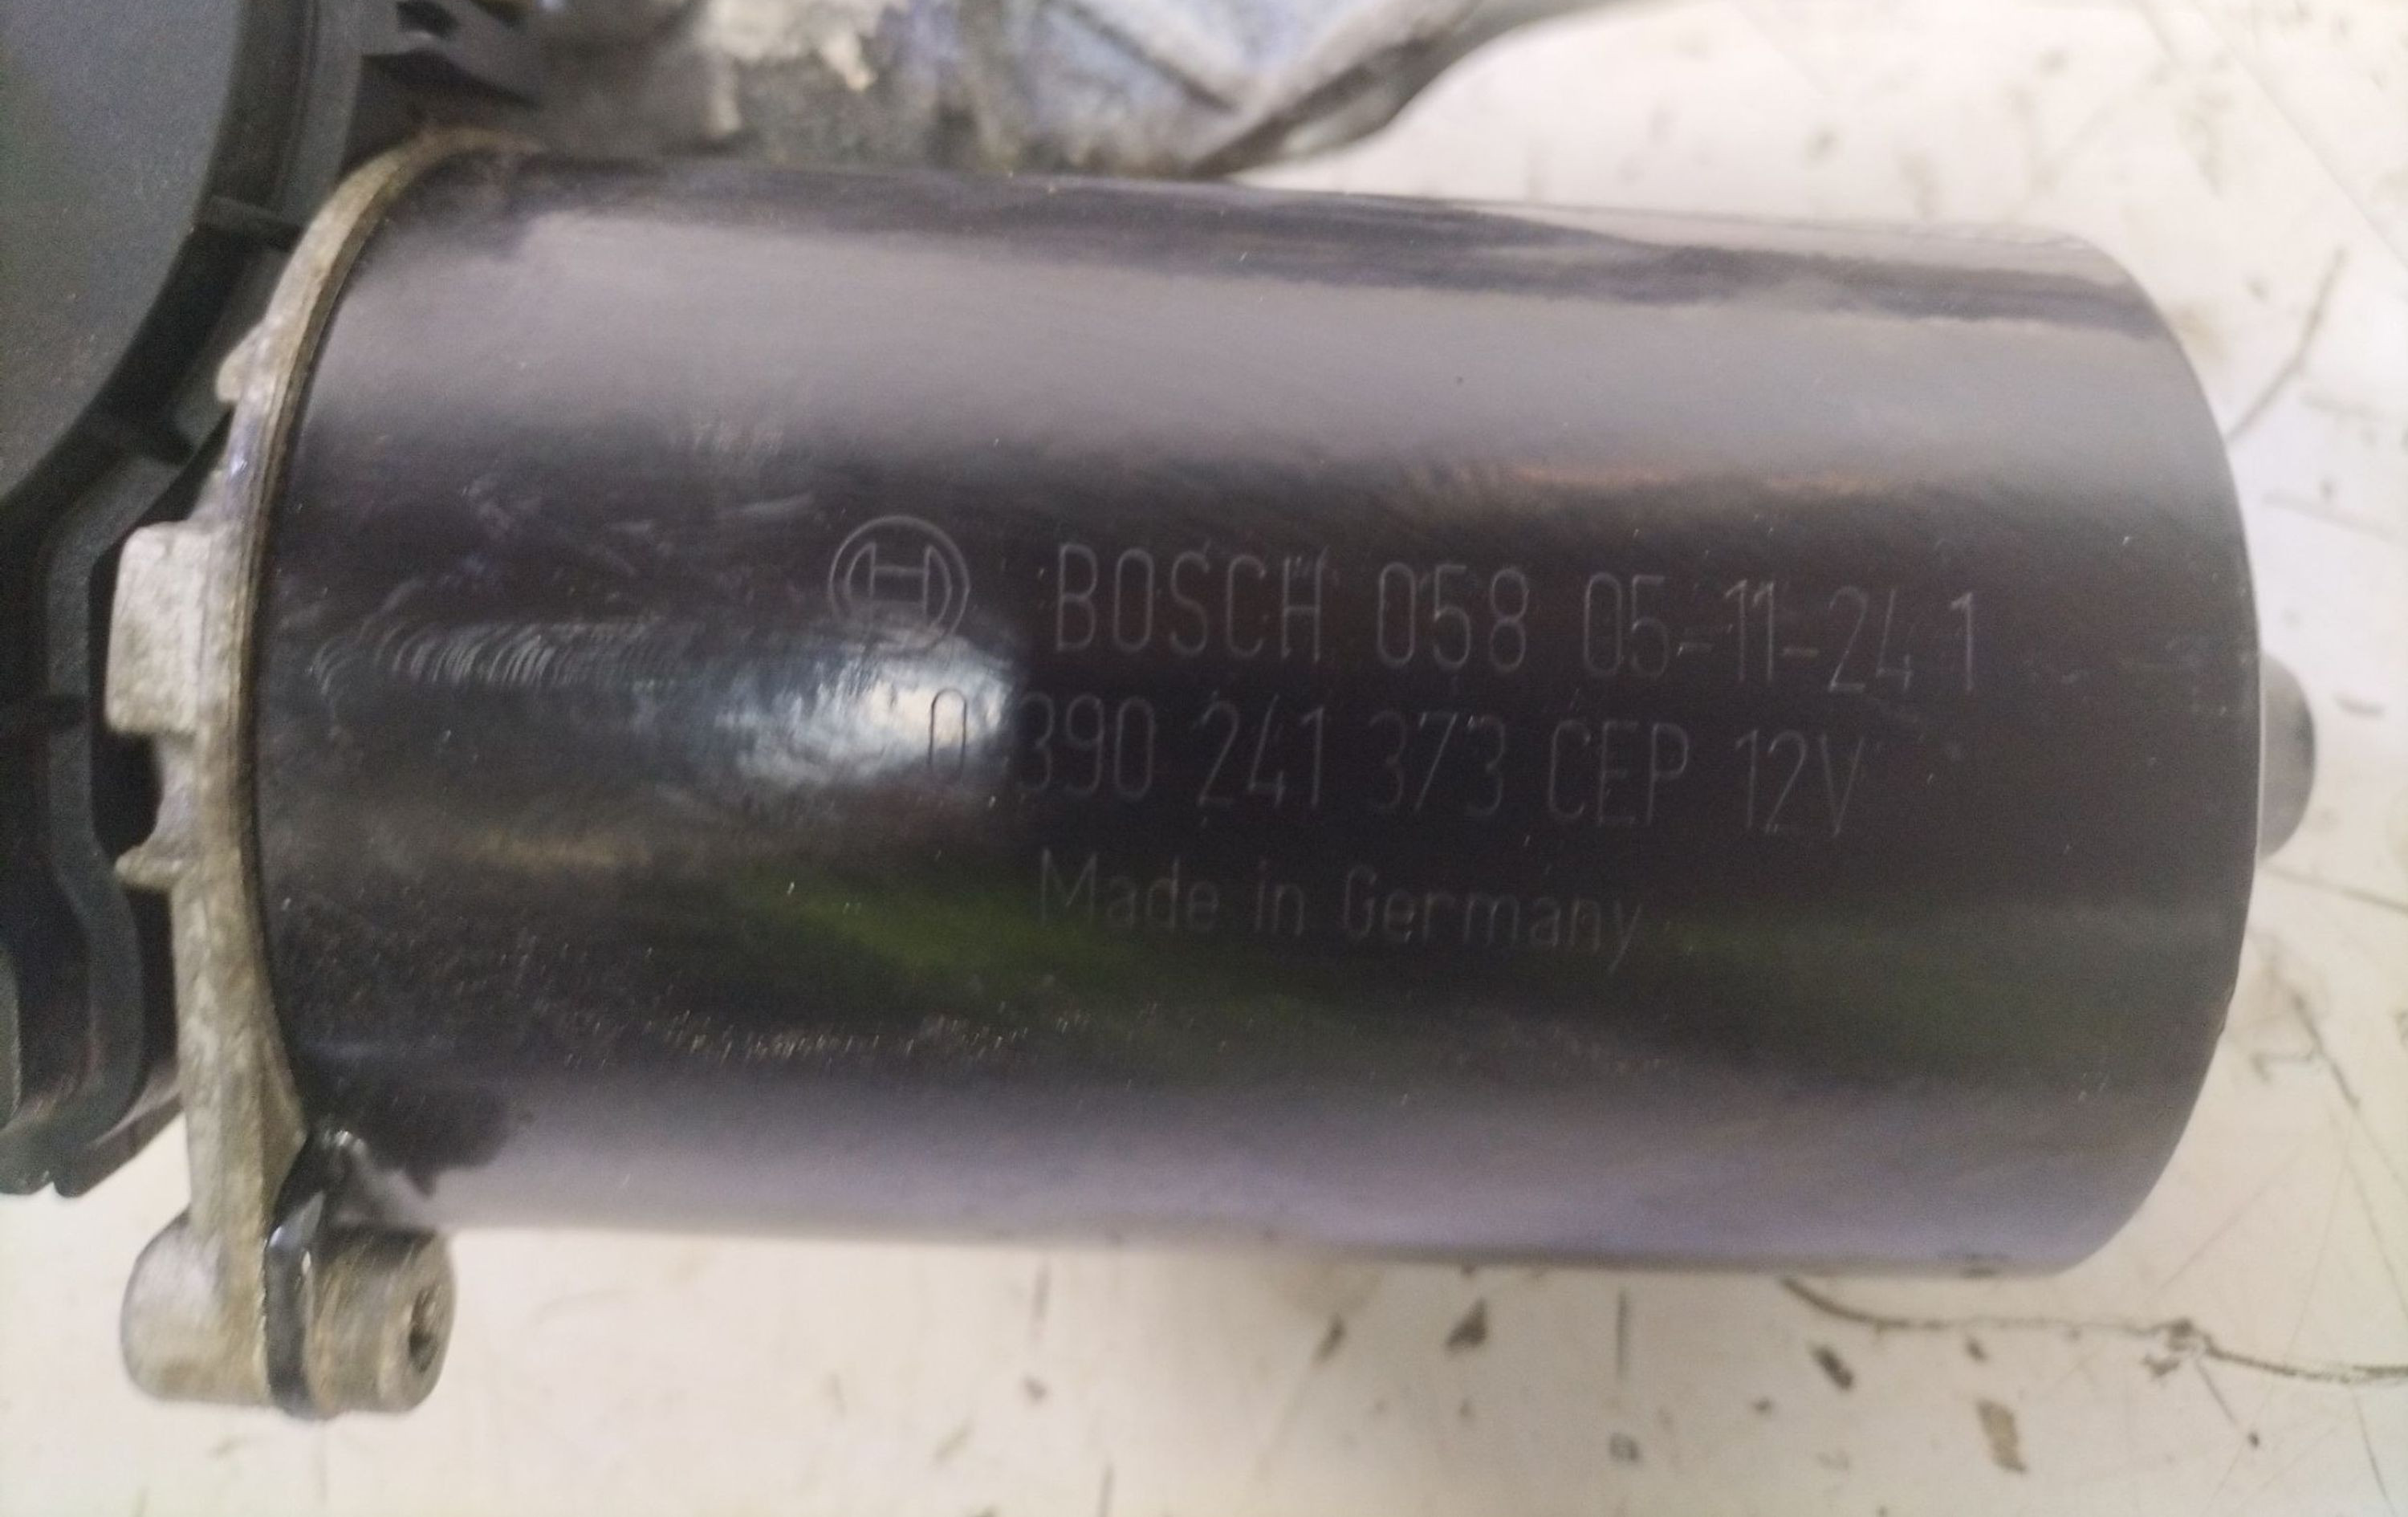 BOSCH 058 05-11-24 1
0 390 241 373 CEP 12V
Made in Germany